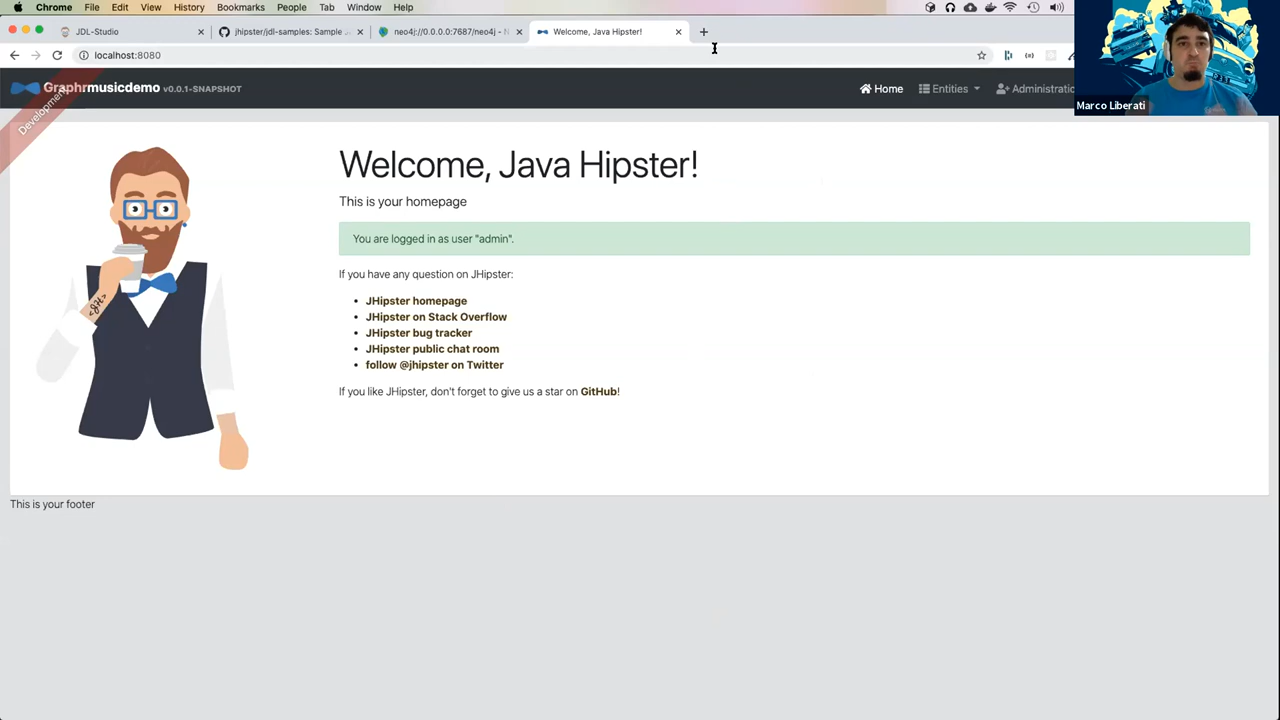 Chrome File Edit View History Bookmarks People Tab Window Help
JDL-Studio
jhipster/jdl-samples: Sample ...
neo4j://0.0.0.0:7687/neo4j - N
Welcome, Java Hipster!
localhost:8080
Graphrmusicdemo v0.0.1-SNAPSHOT
Home
Entities
Administratio
Development
Marco Liberati
Welcome, Java Hipster!
This is your homepage
You are logged in as user "admin".
If you have any question on JHipster:
JHipster homepage
JHipster on Stack Overflow
JHipster bug tracker
JHipster public chat room
follow @jhipster on Twitter
If you like JHipster, don't forget to give us a star on GitHub!
<JH>
This is your footer